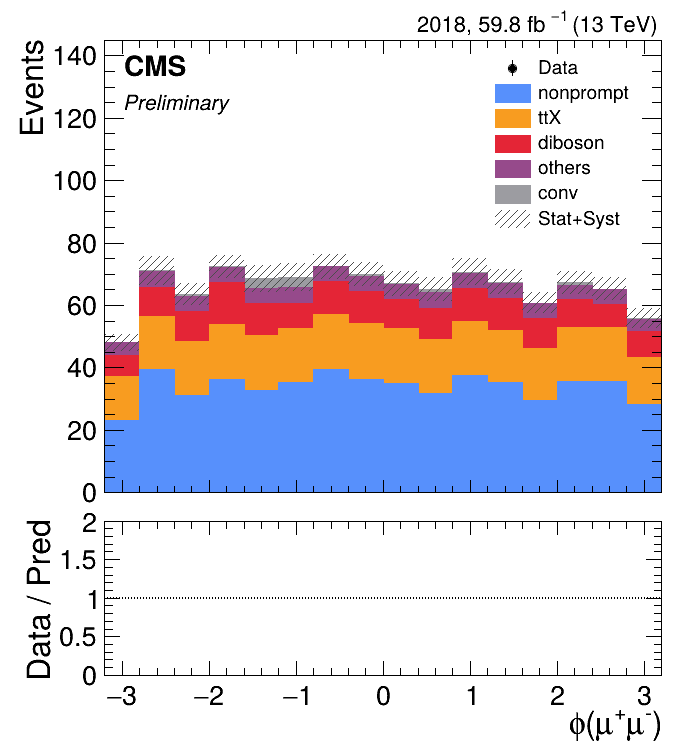 2018, 59.8 fb⁻¹ (13 TeV)
CMS
Preliminary
Events
140
120
100
80
60
40
20
0
Data
nonprompt
ttX
diboson
others
conv
Stat+Syst
Data / Pred
2
1.5
1
0.5
0
−3 −2 −1 0 1 2 3
ϕ(μ⁺μ⁻)